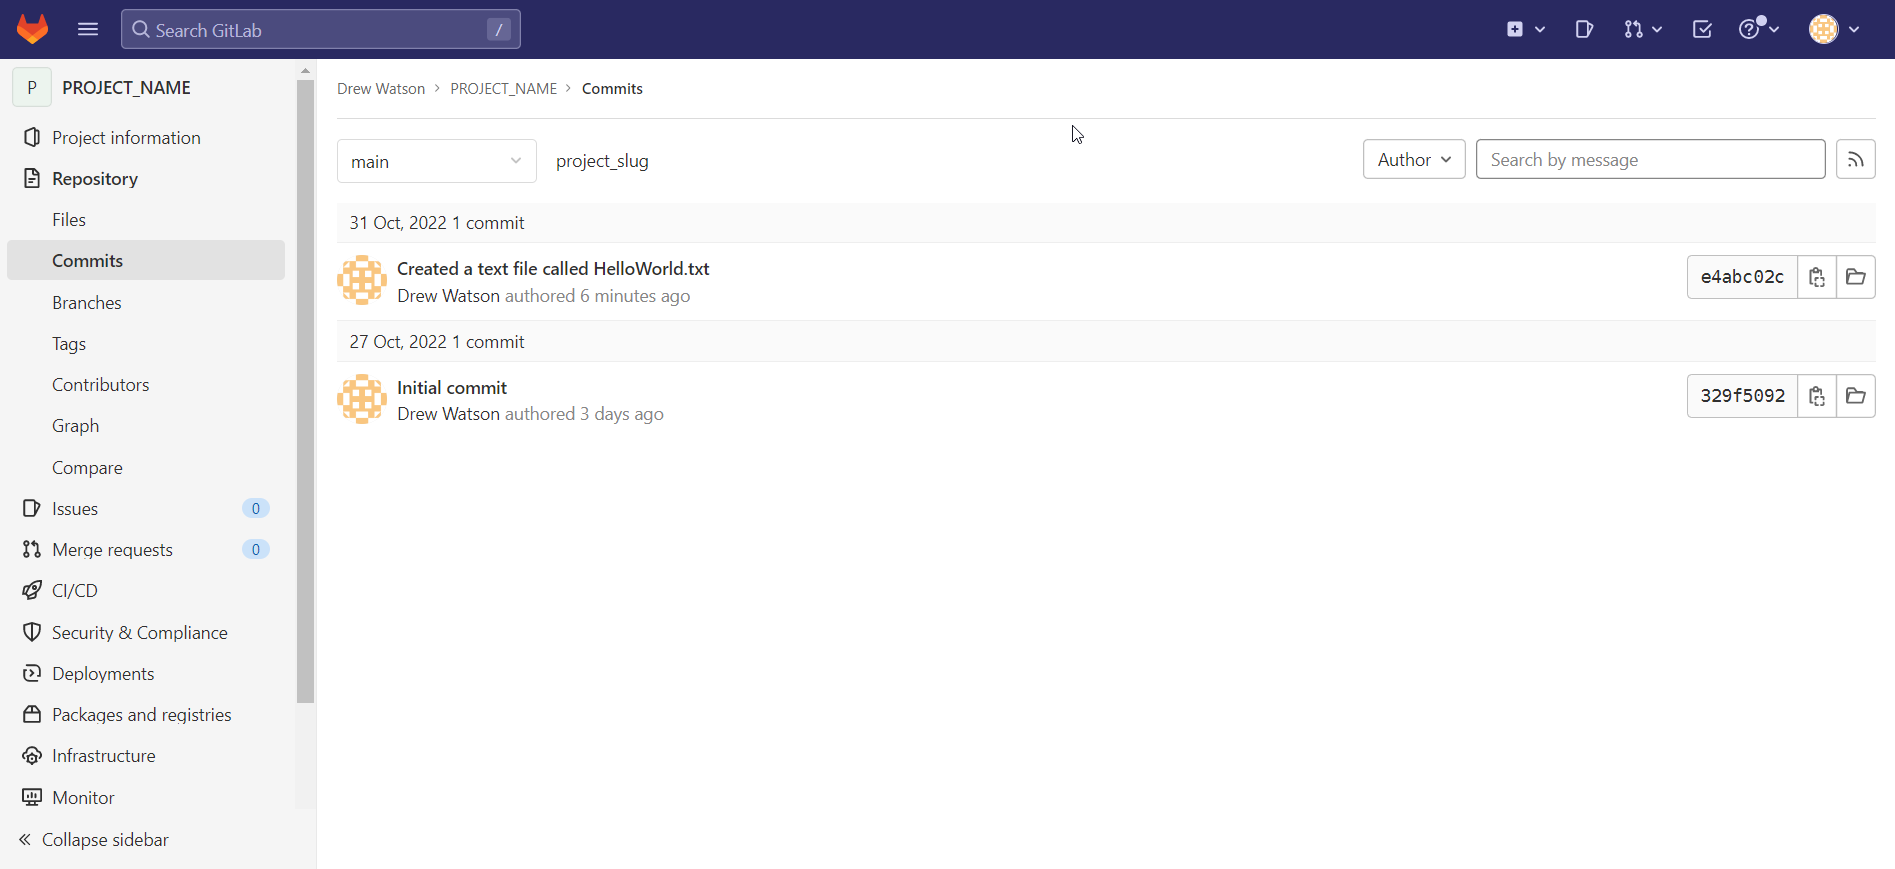 Search GitLab /
P PROJECT_NAME
Project information
Repository
Files
Commits
Branches
Tags
Contributors
Graph
Compare
Issues 0
Merge requests 0
CI/CD
Security & Compliance
Deployments
Packages and registries
Infrastructure
Monitor
Collapse sidebar
Drew Watson PROJECT_NAME Commits
main project_slug Author Search by message
31 Oct, 2022 1 commit
Created a text file called HelloWorld.txt
Drew Watson authored 6 minutes ago
e4abc02c
27 Oct, 2022 1 commit
Initial commit
Drew Watson authored 3 days ago
329f5092